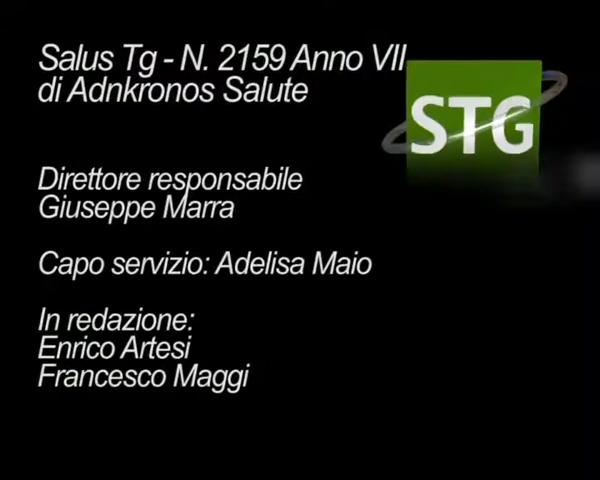 Salus Tg - N. 2159 Anno VII
di Adnkronos Salute
STG
Direttore responsabile
Giuseppe Marra
Capo servizio: Adelisa Maio
In redazione:
Enrico Artesi
Francesco Maggi